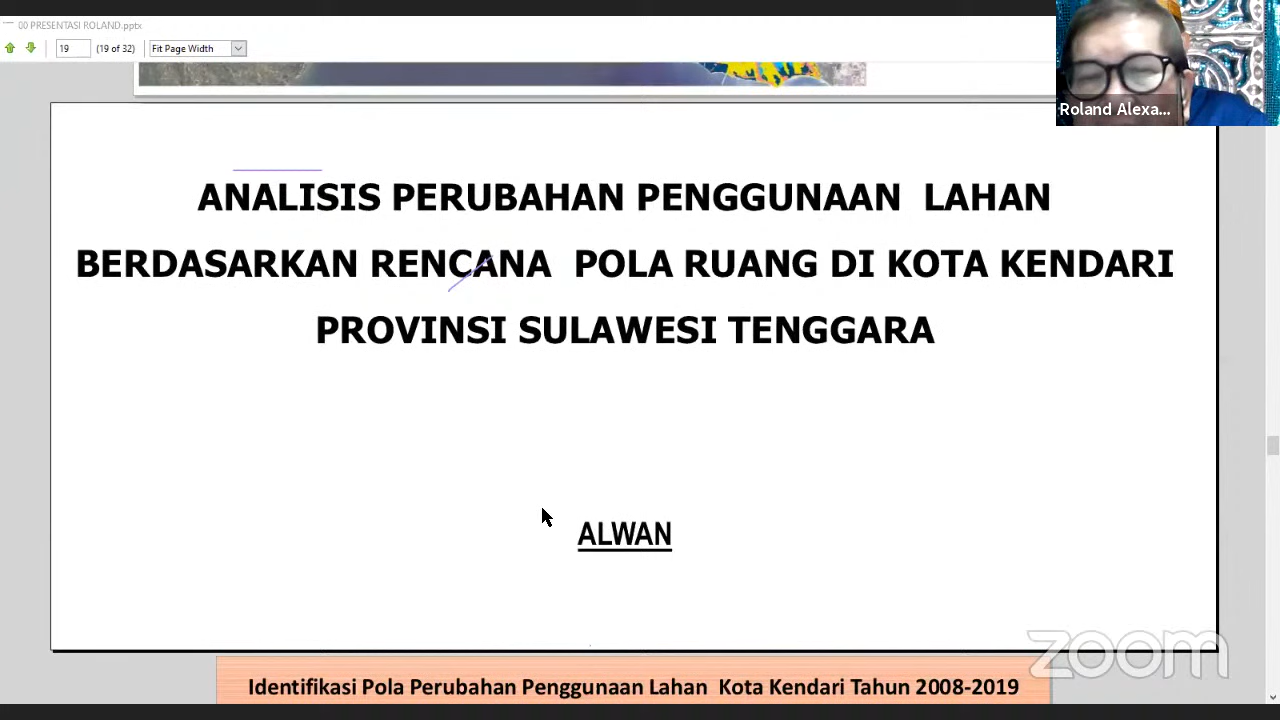 00 PRESENTASI ROLAND.pptx
19 (19 of 32) Fit Page Width
Roland Alexa...
ANALISIS PERUBAHAN PENGGUNAAN LAHAN
BERDASARKAN RENCANA POLA RUANG DI KOTA KENDARI
PROVINSI SULAWESI TENGGARA
ALWAN
zoom
Identifikasi Pola Perubahan Penggunaan Lahan Kota Kendari Tahun 2008-2019